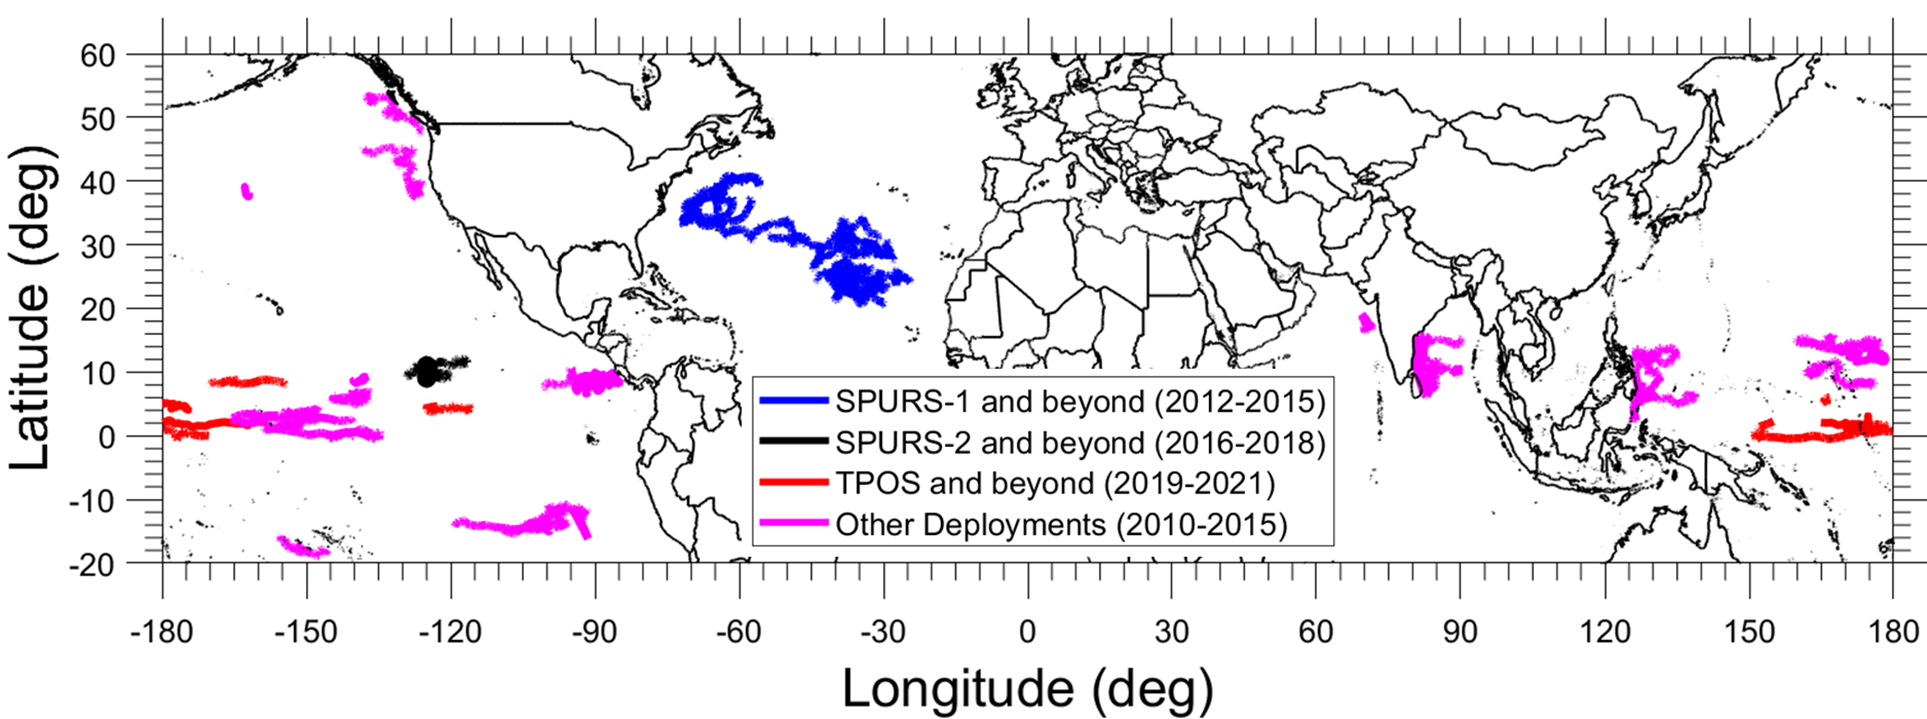 60
50
40
30
20
10
0
-10
-20
Latitude (deg)
SPURS-1 and beyond (2012-2015)
SPURS-2 and beyond (2016-2018)
TPOS and beyond (2019-2021)
Other Deployments (2010-2015)
-180 -150 -120 -90 -60 -30 0 30 60 90 120 150 180
Longitude (deg)